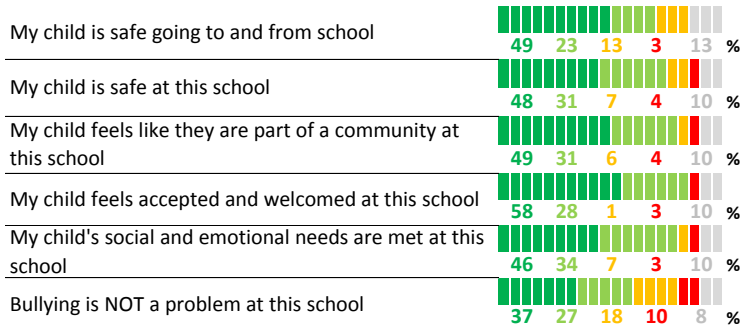 My child is safe going to and from school
49 23 13 3 13 %
My child is safe at this school
48 31 7 4 10 %
My child feels like they are part of a community at
this school
49 31 6 4 10 %
My child feels accepted and welcomed at this school
58 28 1 3 10 %
My child's social and emotional needs are met at this
school
46 34 7 3 10 %
Bullying is NOT a problem at this school
37 27 18 10 8 %